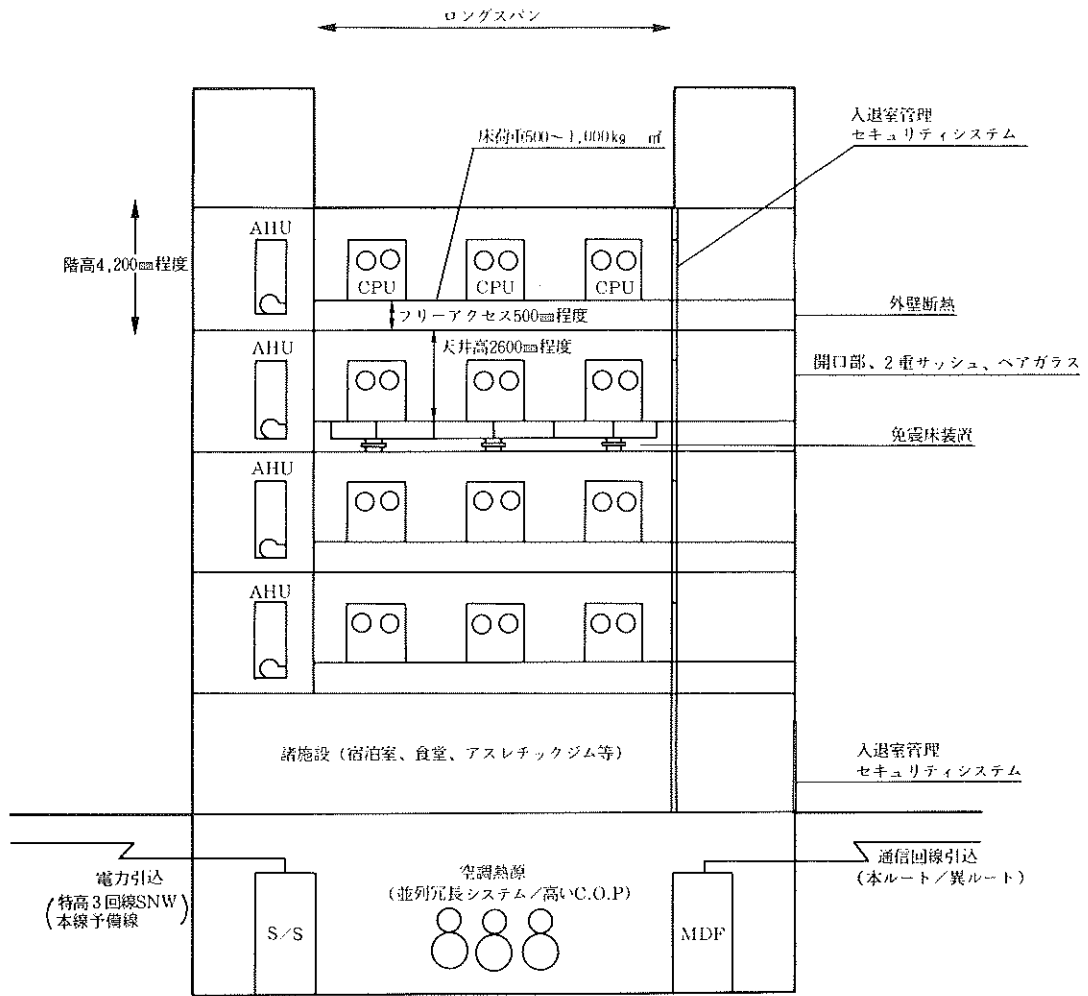 ロングスパン
入退室管理
セキュリティシステム
床荷重500〜1,000kg ㎡
AHU
階高4,200㎜程度
CPU
CPU
CPU
フリーアクセス500㎜程度
外壁断熱
AHU
天井高2600㎜程度
開口部、2重サッシュ、ペアガラス
免震床装置
AHU
AHU
諸施設（宿泊室、食堂、アスレチックジム等）
入退室管理
セキュリティシステム
電力引込
（特高3回線SNW
本線予備線）
空調熱源
（並列冗長システム／高いC.O.P）
通信回線引込
（本ルート／異ルート）
S／S
MDF